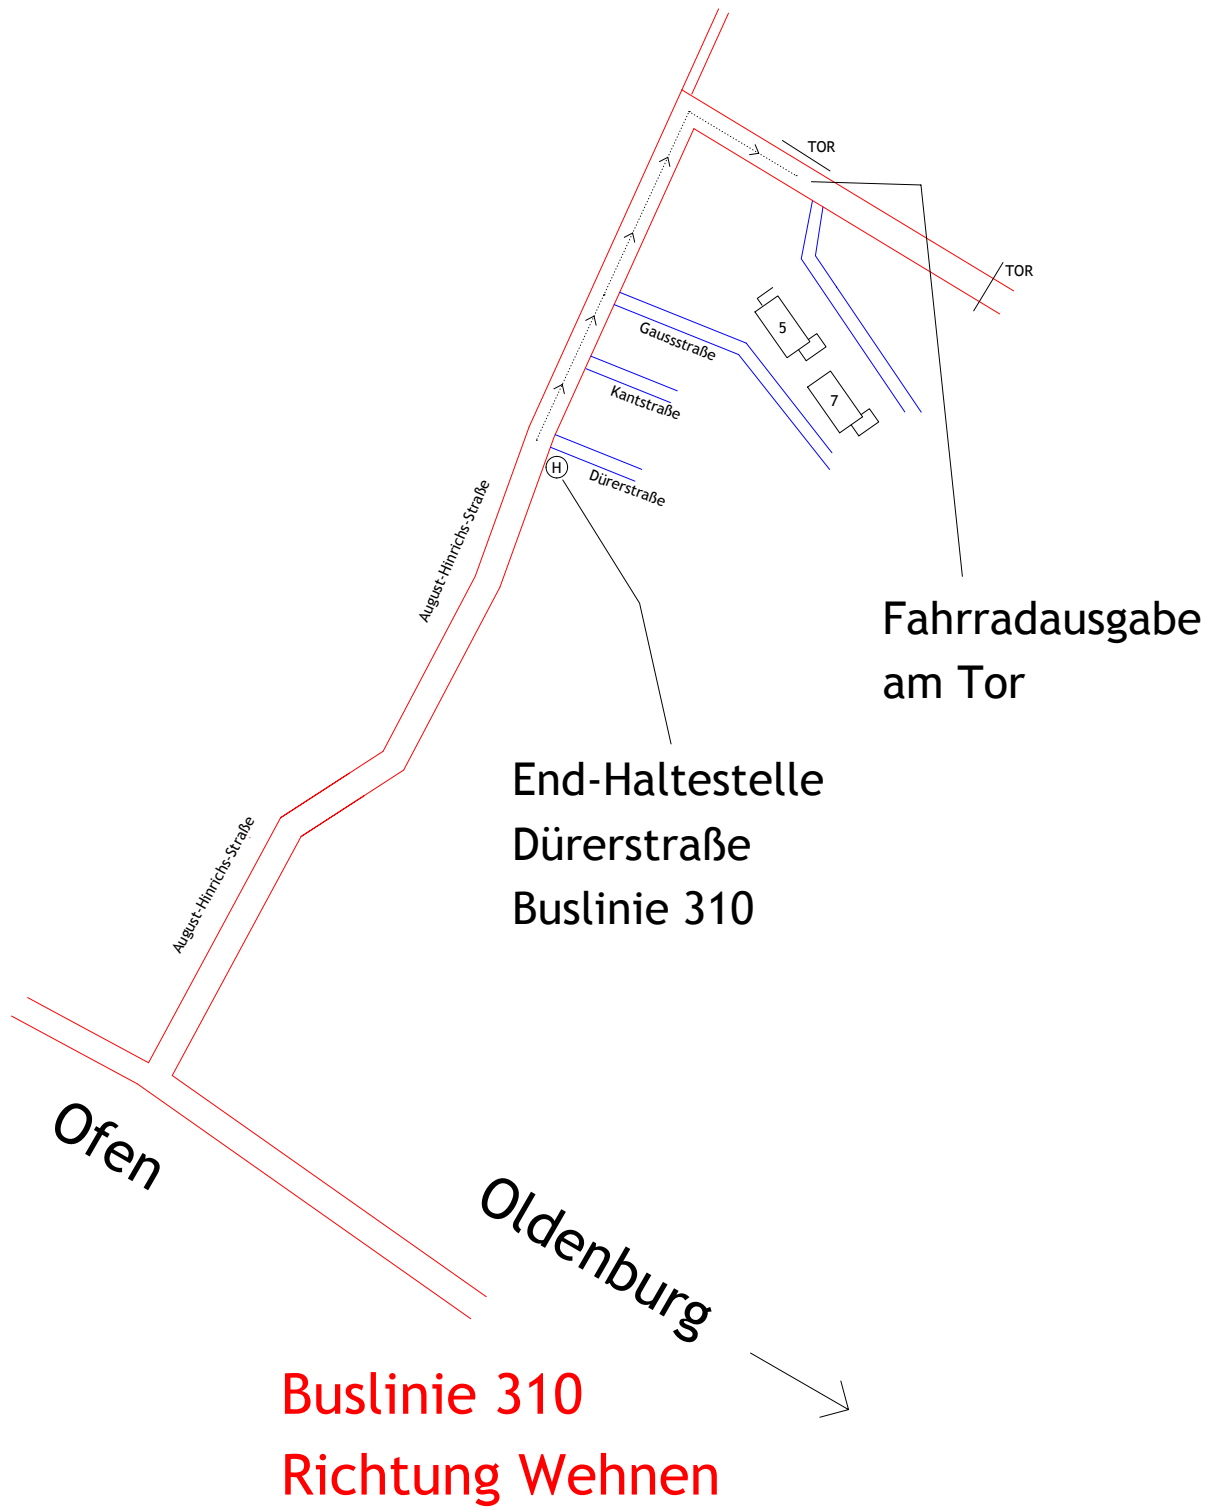 TOR
TOR
5
Gaussstraße
7
Kantstraße
H
Dürerstraße
August-Hinrichs-Straße
Fahrradausgabe
am Tor
End-Haltestelle
Dürerstraße
Buslinie 310
August-Hinrichs-Straße
Ofen
Oldenburg
Buslinie 310
Richtung Wehnen